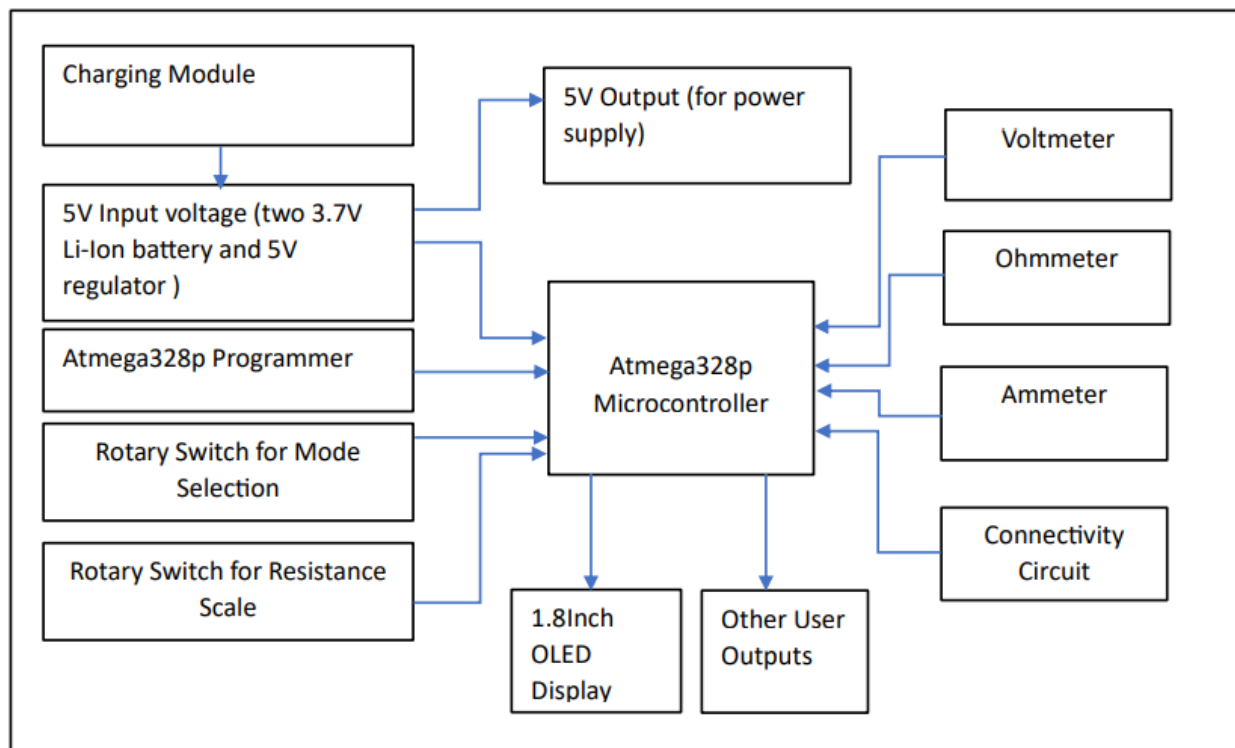 Charging Module
5V Output (for power
supply)
Voltmeter
5V Input voltage (two 3.7V
Li-Ion battery and 5V
regulator )
Ohmmeter
Atmega328p Programmer
Atmega328p
Microcontroller
Ammeter
Rotary Switch for Mode
Selection
Connectivity
Circuit
Rotary Switch for Resistance
Scale
1.8Inch
OLED
Display
Other User
Outputs